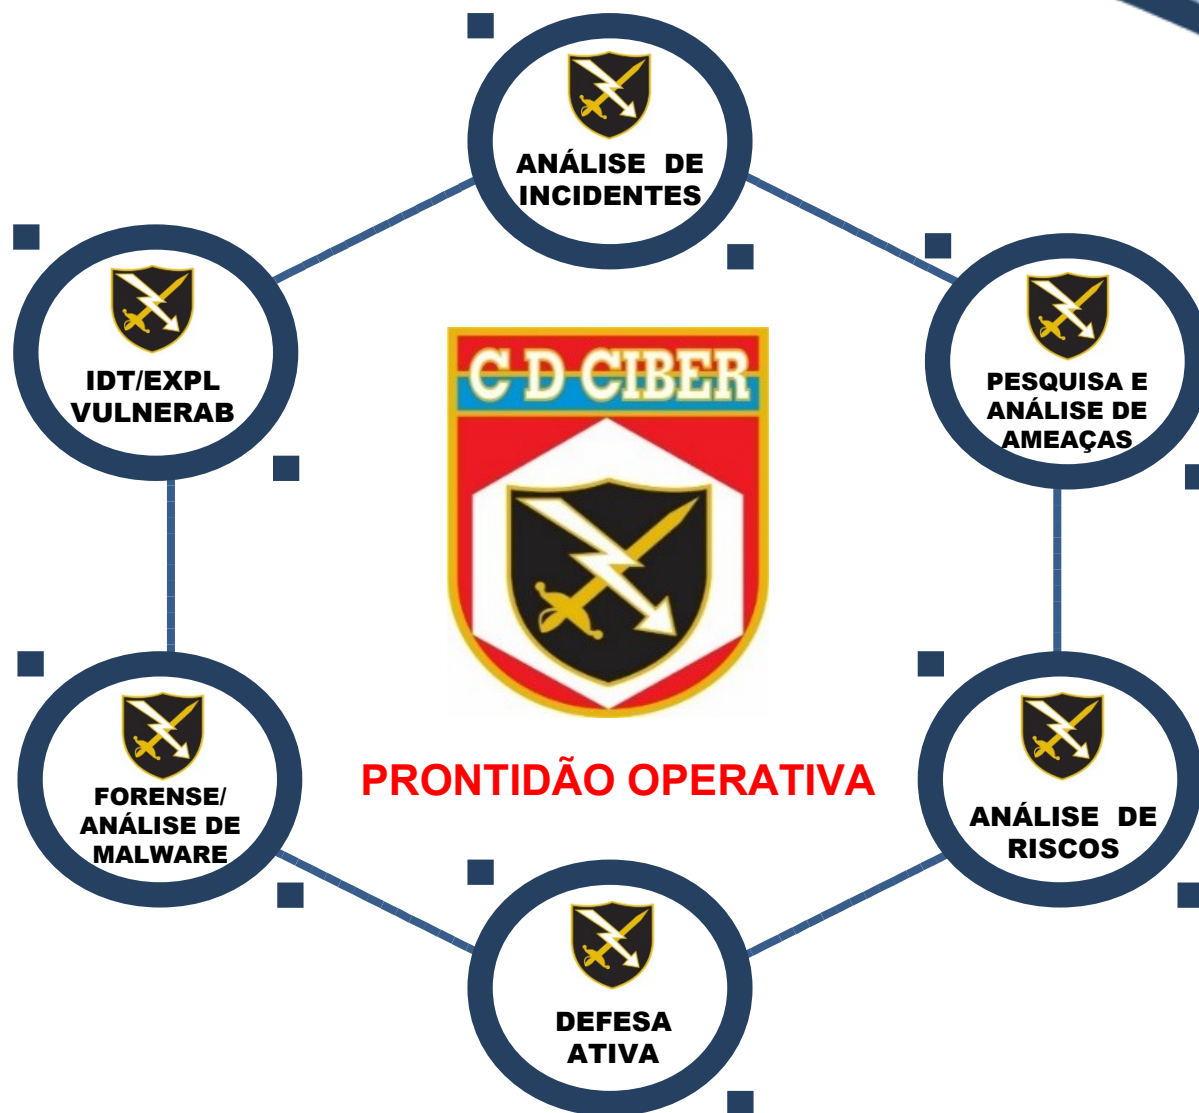 ANÁLISE DE
INCIDENTES
IDT/EXPL
VULNERAB
PESQUISA E
ANÁLISE DE
AMEAÇAS
C D CIBER
PRONTIDÃO OPERATIVA
FORENSE/
ANÁLISE DE
MALWARE
ANÁLISE DE
RISCOS
DEFESA
ATIVA